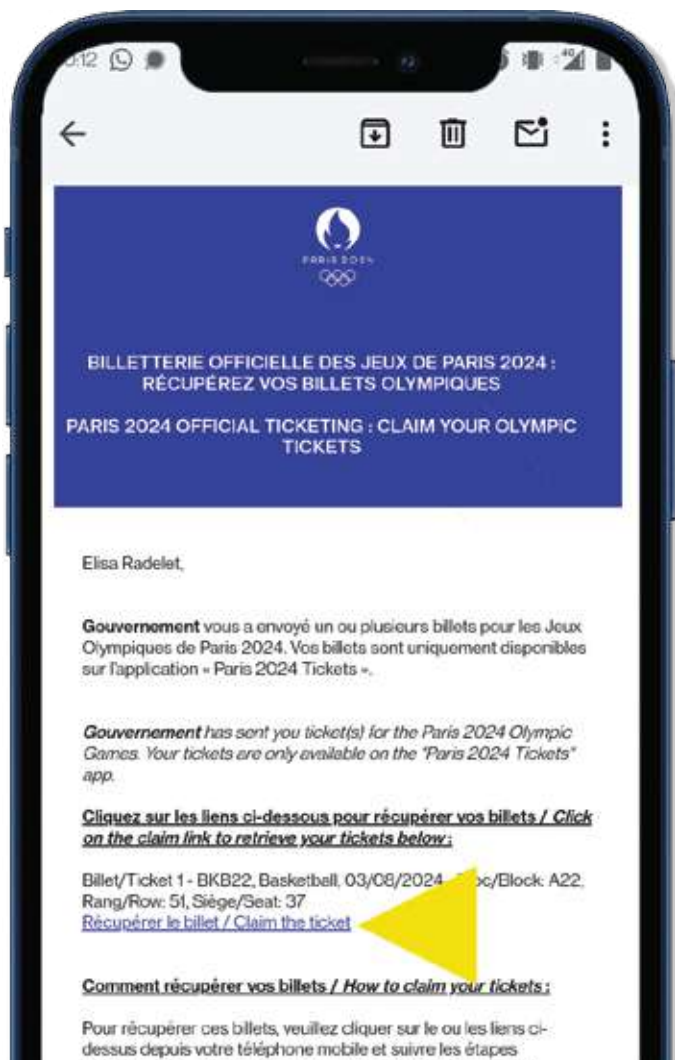 PARIS 2024
BILLETTERIE OFFICIELLE DES JEUX DE PARIS 2024 :
RÉCUPÉREZ VOS BILLETS OLYMPIQUES
PARIS 2024 OFFICIAL TICKETING : CLAIM YOUR OLYMPIC
TICKETS
Elisa Radelet,
Gouvernement vous a envoyé un ou plusieurs billets pour les Jeux
Olympiques de Paris 2024. Vos billets sont uniquement disponibles
sur l'application « Paris 2024 Tickets ».
Gouvernement has sent you ticket(s) for the Paris 2024 Olympic
Games. Your tickets are only available on the "Paris 2024 Tickets"
app.
Cliquez sur les liens ci-dessous pour récupérer vos billets / Click
on the claim link to retrieve your tickets below :
Billet/Ticket 1 - BKB22, Basketball, 03/08/2024 /Block: A22,
Rang/Row: 51, Siège/Seat: 37
Récupérer le billet / Claim the ticket
Comment récupérer vos billets / How to claim your tickets :
Pour récupérer ces billets, veuillez cliquer sur le ou les liens ci-
dessus depuis votre téléphone mobile et suivre les étapes